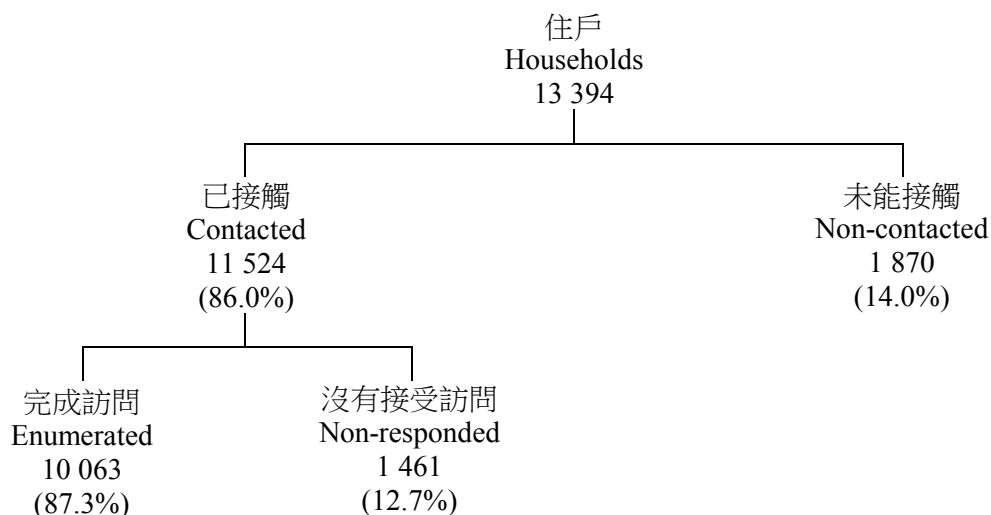 住戶
Households
13 394
已接觸
Contacted
11 524
(86.0%)
未能接觸
Non-contacted
1 870
(14.0%)
完成訪問
Enumerated
10 063
(87.3%)
沒有接受訪問
Non-responded
1 461
(12.7%)